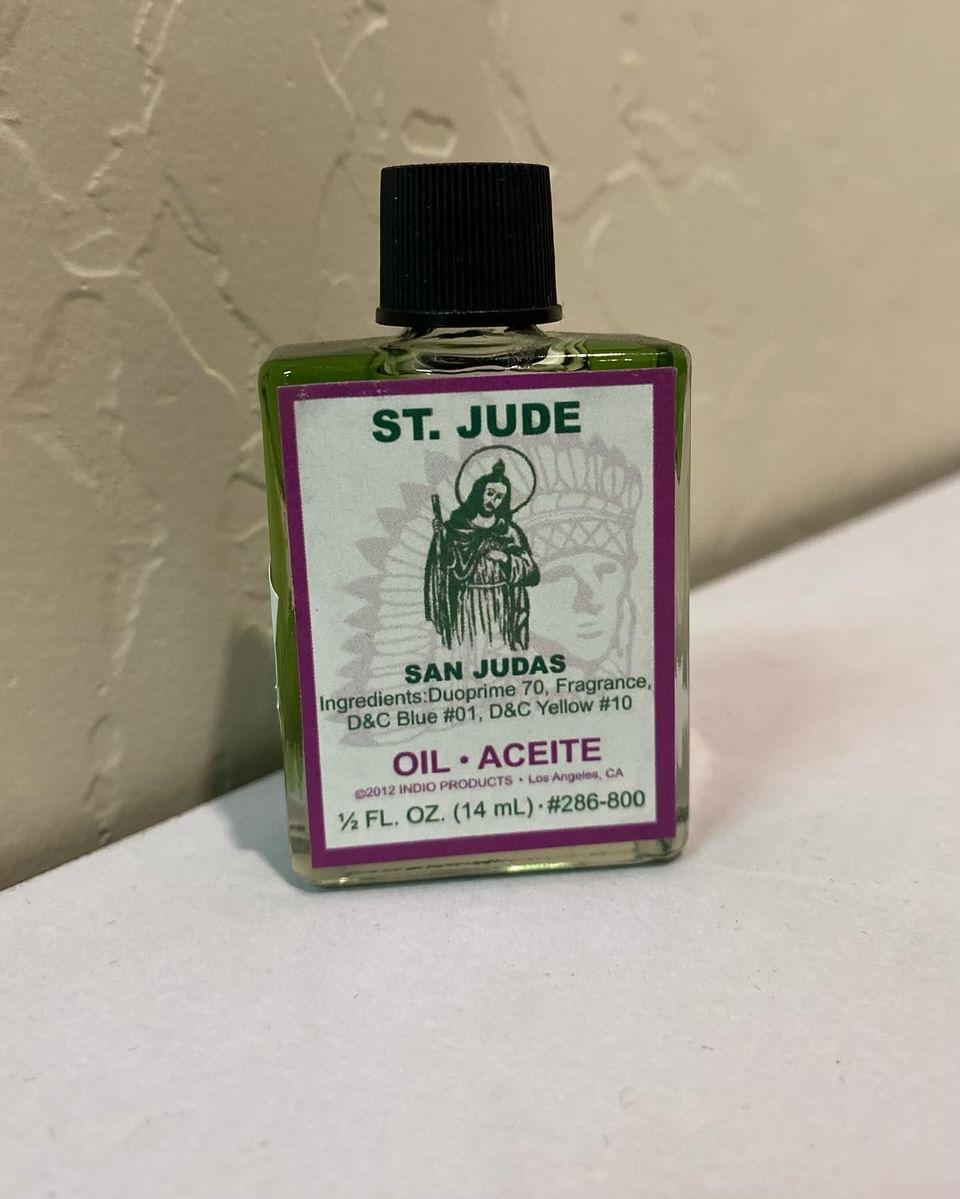 ST. JUDE
SAN JUDAS
Ingredients:Duoprime 70, Fragrance,
D&C Blue #01, D&C Yellow #10
OIL • ACEITE
©2012 INDIO PRODUCTS • Los Angeles, CA
½ FL. OZ. (14 mL) · #286-800